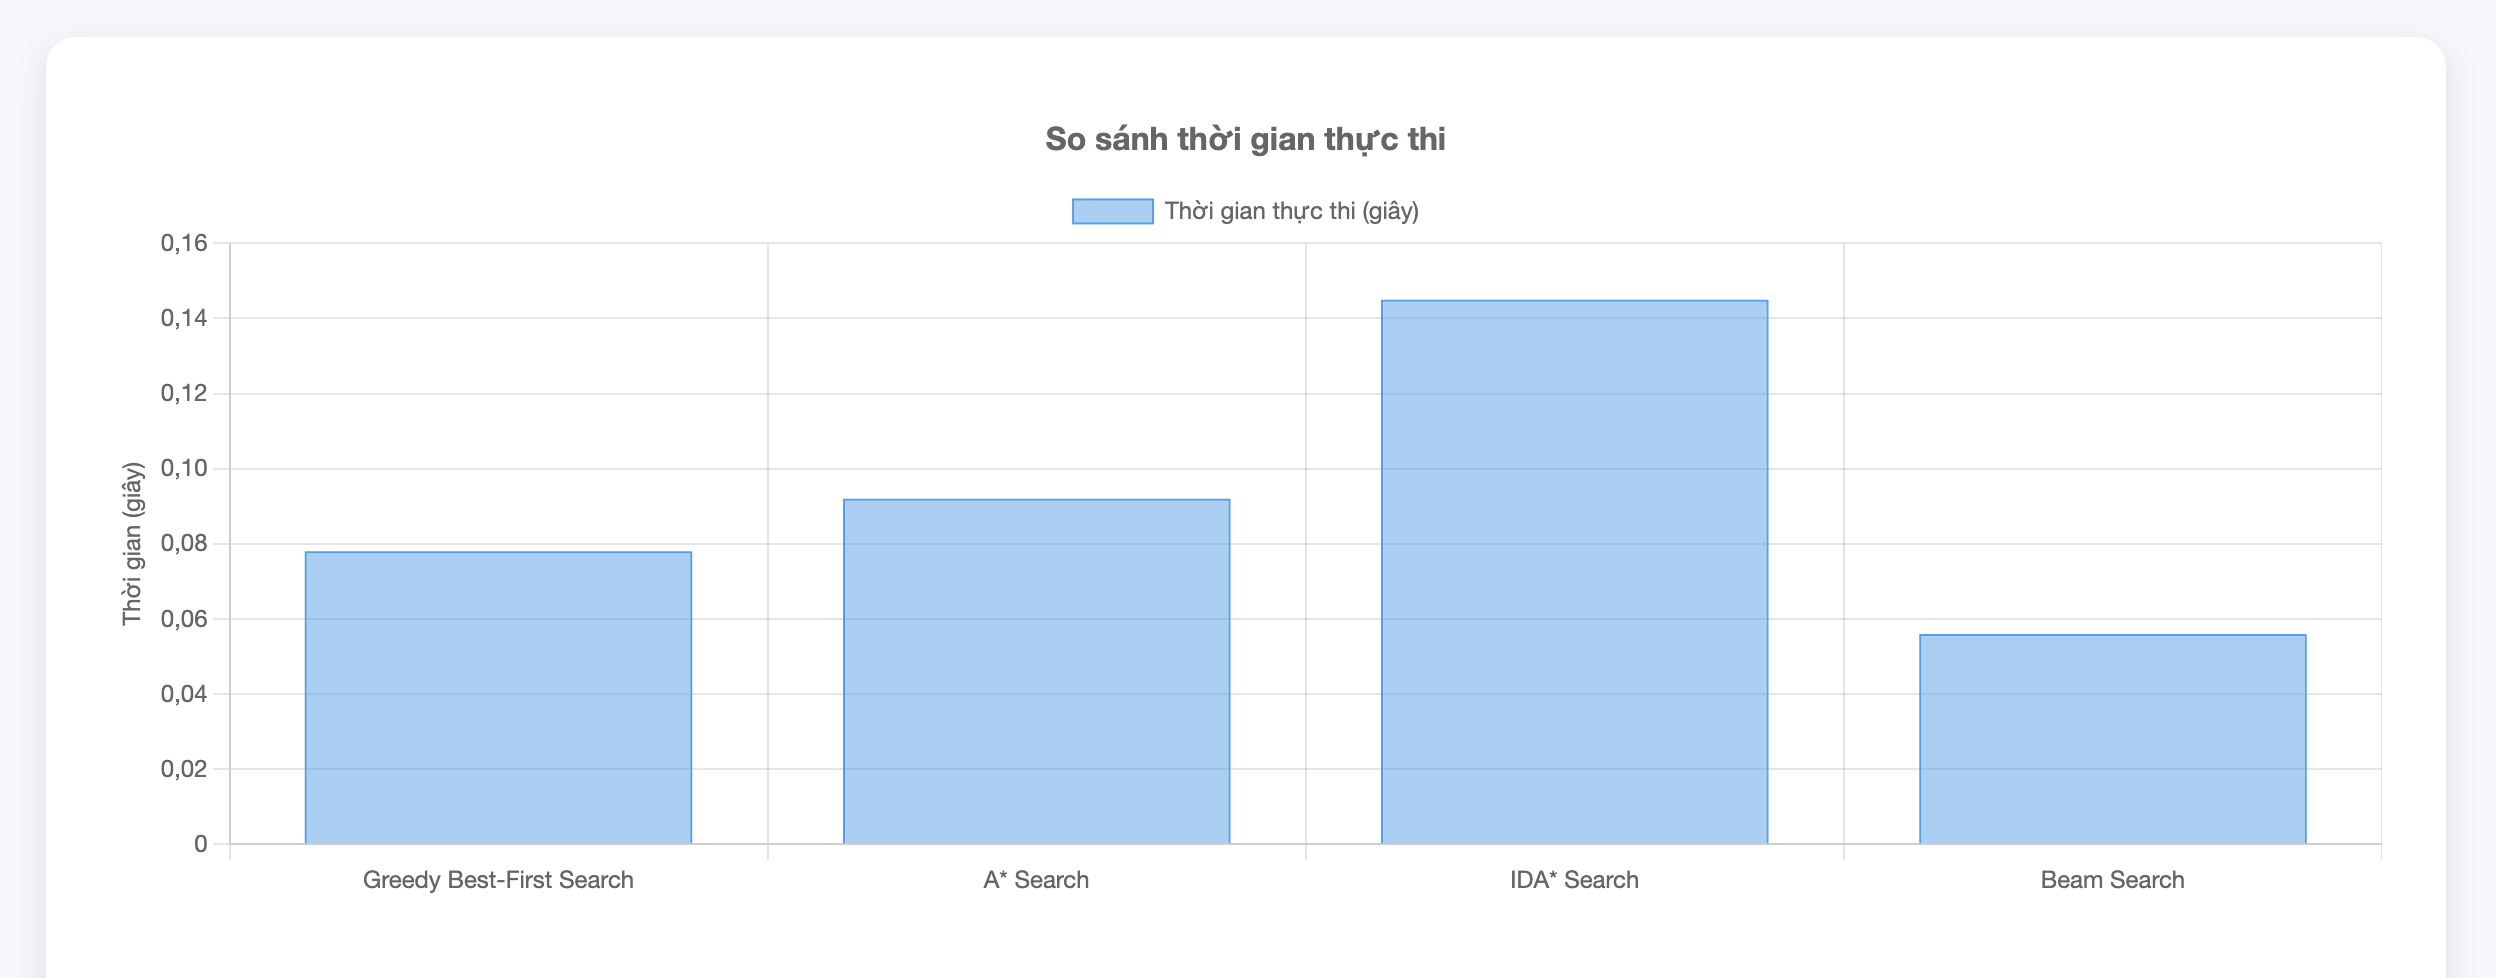 So sánh thời gian thực thi
Thời gian thực thi (giây)
Thời gian (giây)
0,16
0,14
0,12
0,10
0,08
0,06
0,04
0,02
0
Greedy Best-First Search
A* Search
IDA* Search
Beam Search